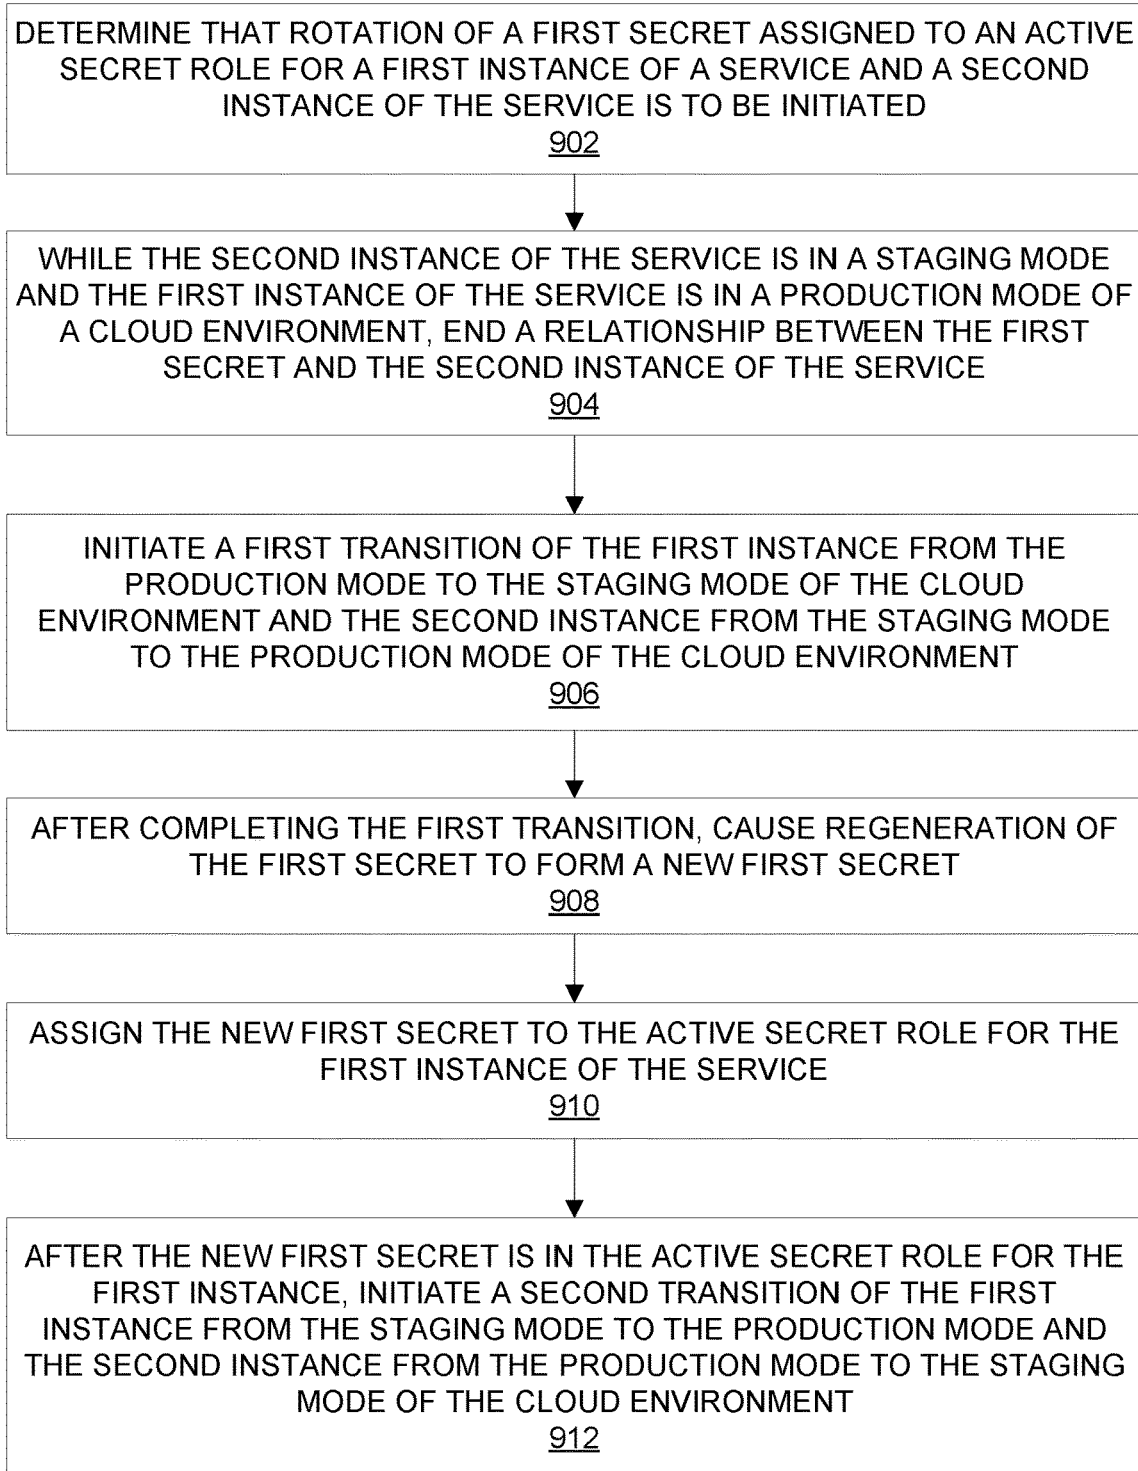 DETERMINE THAT ROTATION OF A FIRST SECRET ASSIGNED TO AN ACTIVE
SECRET ROLE FOR A FIRST INSTANCE OF A SERVICE AND A SECOND
INSTANCE OF THE SERVICE IS TO BE INITIATED
902
WHILE THE SECOND INSTANCE OF THE SERVICE IS IN A STAGING MODE
AND THE FIRST INSTANCE OF THE SERVICE IS IN A PRODUCTION MODE OF
A CLOUD ENVIRONMENT, END A RELATIONSHIP BETWEEN THE FIRST
SECRET AND THE SECOND INSTANCE OF THE SERVICE
904
INITIATE A FIRST TRANSITION OF THE FIRST INSTANCE FROM THE
PRODUCTION MODE TO THE STAGING MODE OF THE CLOUD
ENVIRONMENT AND THE SECOND INSTANCE FROM THE STAGING MODE
TO THE PRODUCTION MODE OF THE CLOUD ENVIRONMENT
906
AFTER COMPLETING THE FIRST TRANSITION, CAUSE REGENERATION OF
THE FIRST SECRET TO FORM A NEW FIRST SECRET
908
ASSIGN THE NEW FIRST SECRET TO THE ACTIVE SECRET ROLE FOR THE
FIRST INSTANCE OF THE SERVICE
910
AFTER THE NEW FIRST SECRET IS IN THE ACTIVE SECRET ROLE FOR THE
FIRST INSTANCE, INITIATE A SECOND TRANSITION OF THE FIRST
INSTANCE FROM THE STAGING MODE TO THE PRODUCTION MODE AND
THE SECOND INSTANCE FROM THE PRODUCTION MODE TO THE STAGING
MODE OF THE CLOUD ENVIRONMENT
912